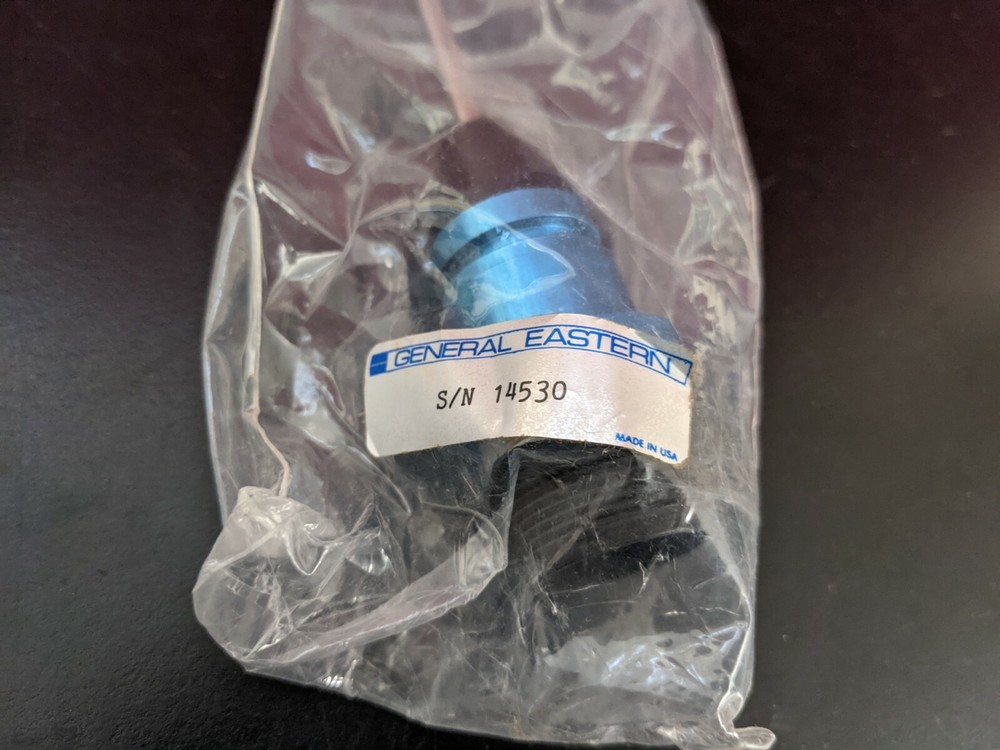 GENERAL EASTERN
S/N 14530
MADE IN USA